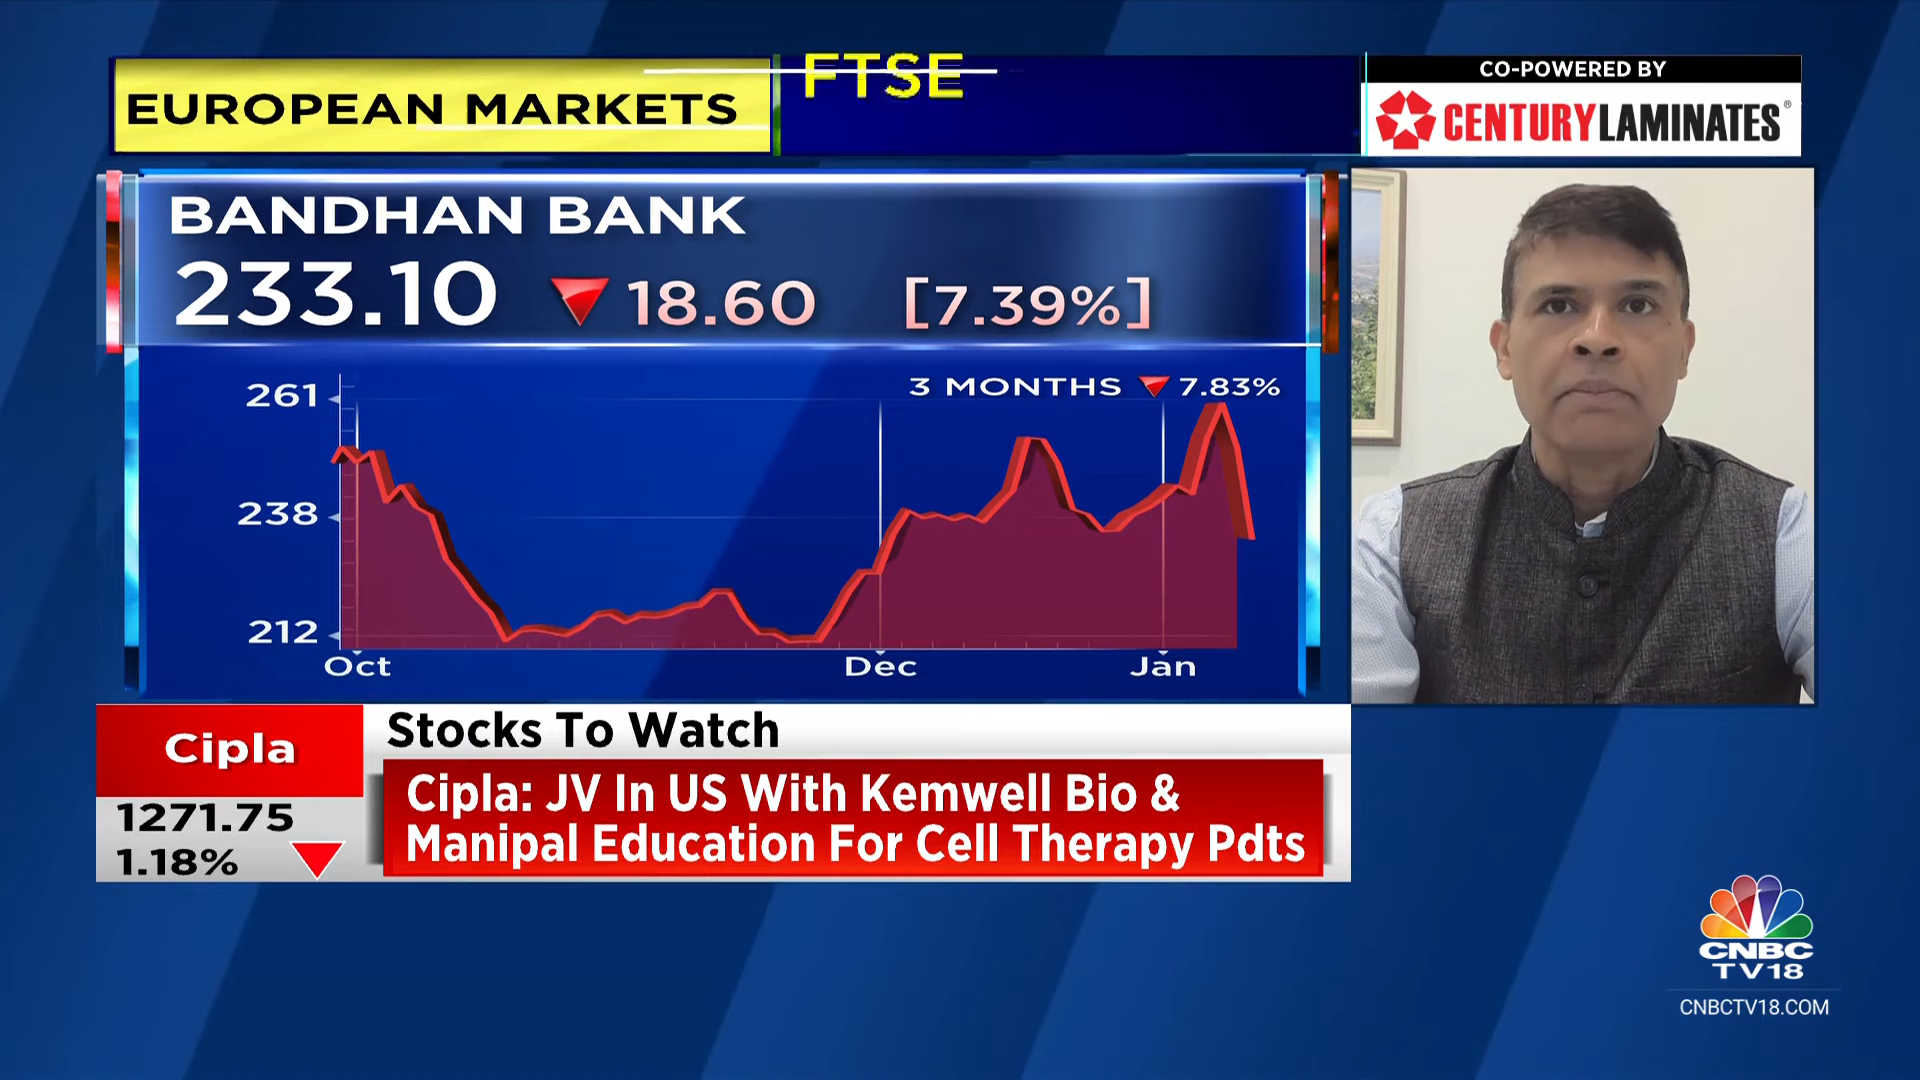 EUROPEAN MARKETS
FTSE
CO-POWERED BY
CENTURYLAMINATES®
BANDHAN BANK
233.10 ▼ 18.60 [7.39%]
3 MONTHS ▼ 7.83%
261
238
212
Oct Dec Jan
Cipla
1271.75
1.18% ▼
Stocks To Watch
Cipla: JV In US With Kemwell Bio &
Manipal Education For Cell Therapy Pdts
CNBC
TV18
CNBCTV18.COM